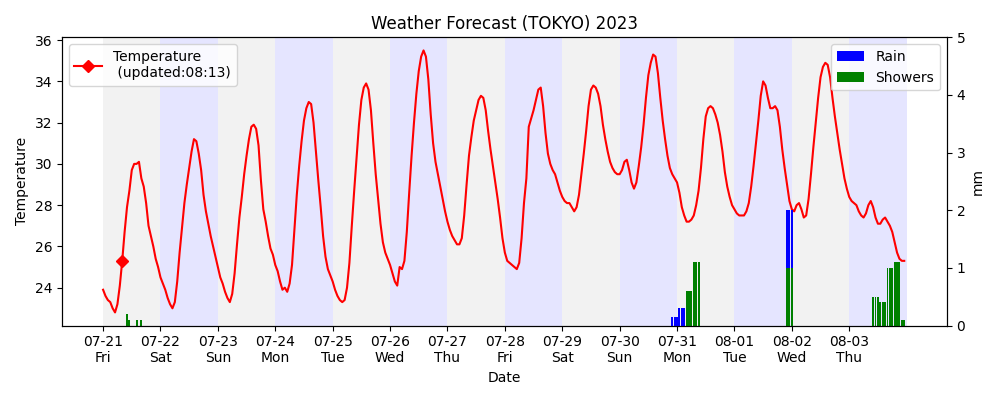 Weather Forecast (TOKYO) 2023
Temperature
(updated:08:13)
Rain
Showers
Temperature
36
34
32
30
28
26
24
5
4
3
2
1
0
mm
07-21 07-22 07-23 07-24 07-25 07-26 07-27 07-28 07-29 07-30 07-31 08-01 08-02 08-03
Fri Sat Sun Mon Tue Wed Thu Fri Sat Sun Mon Tue Wed Thu
Date